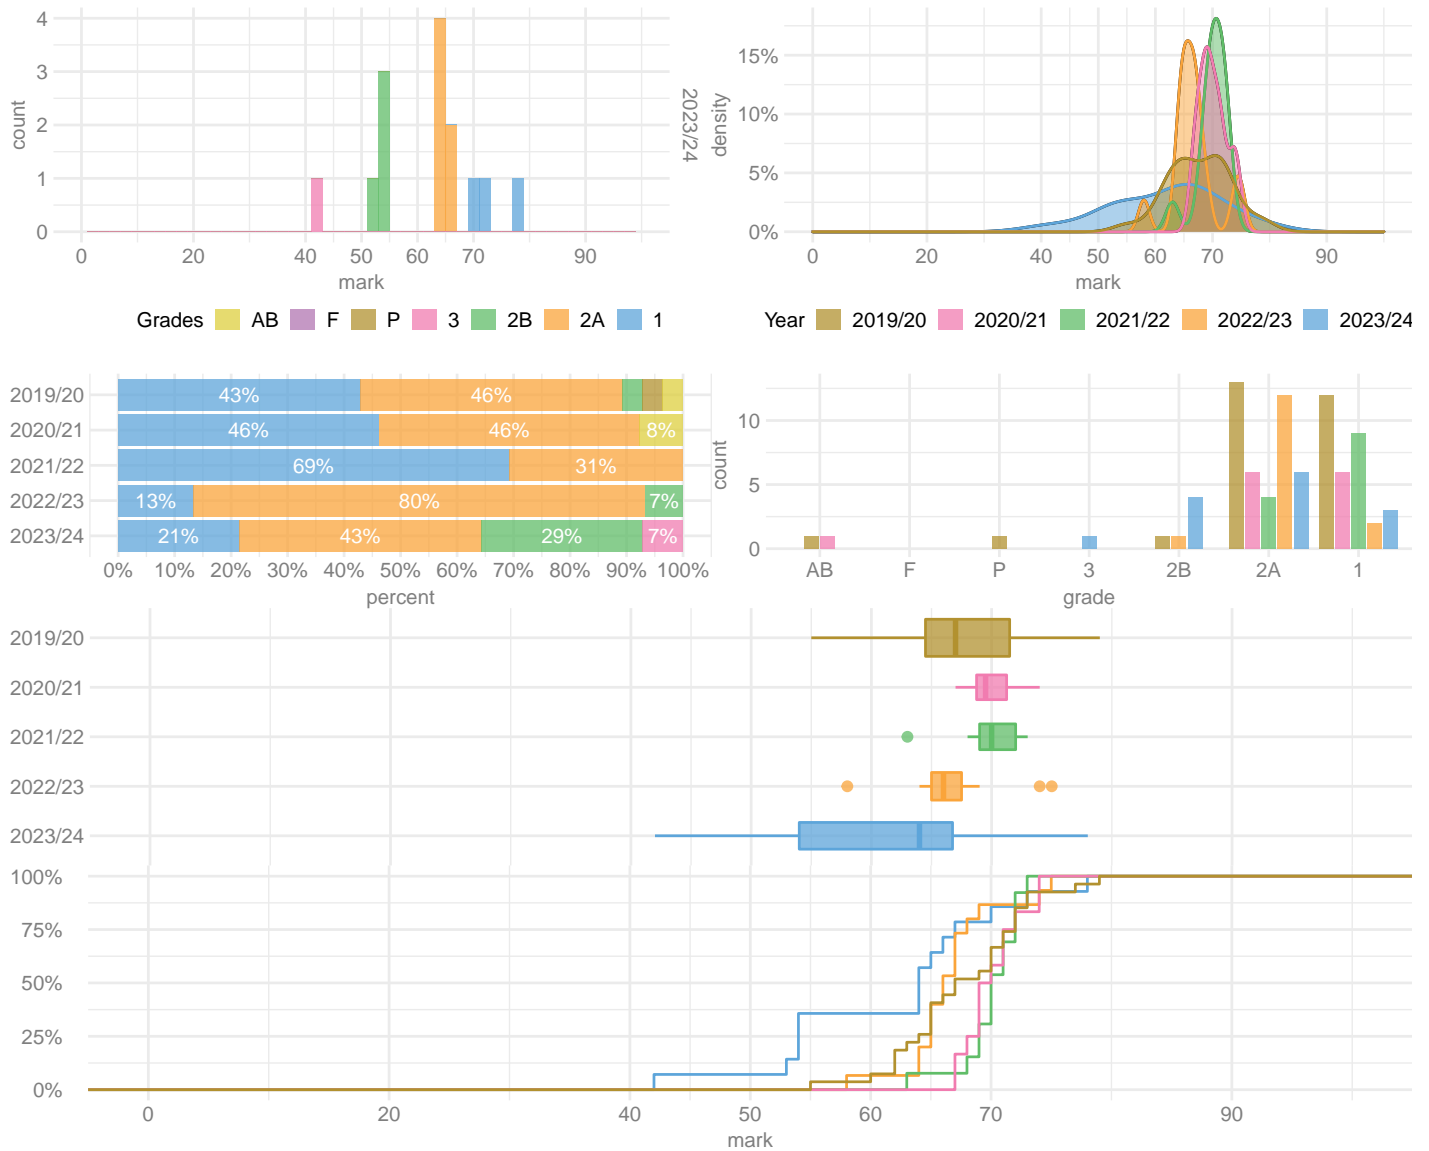 4
3
2
1
0
count
0 20 40 50 60 70 90
mark
2023/24
15%
10%
5%
0%
density
0 20 40 50 60 70 90
mark
Grades AB F P 3 2B 2A 1
Year 2019/20 2020/21 2021/22 2022/23 2023/24
2019/20 43% 46%
2020/21 46% 46% 8%
2021/22 69% 31%
2022/23 13% 80% 7%
2023/24 21% 43% 29% 7%
0% 10% 20% 30% 40% 50% 60% 70% 80% 90% 100%
percent
10
5
0
count
AB F P 3 2B 2A 1
grade
2019/20
2020/21
2021/22
2022/23
2023/24
100%
75%
50%
25%
0%
0 20 40 50 60 70 90
mark